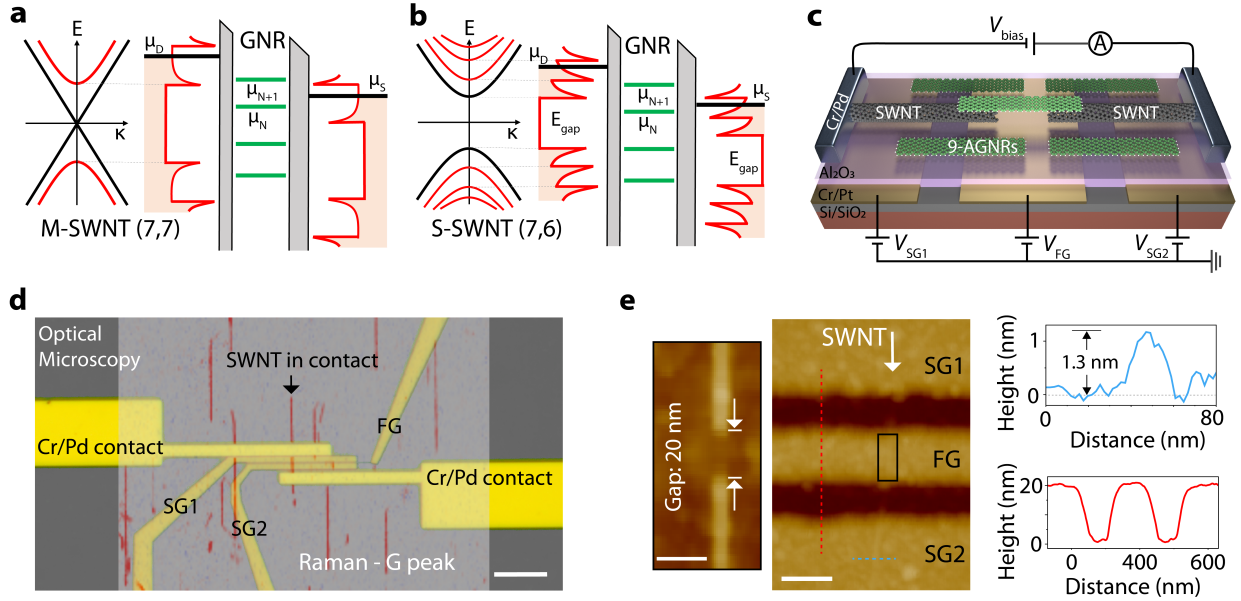 a
E
κ
M-SWNT (7,7)
μD
GNR
μN+1
μN
μS
b
E
κ
S-SWNT (7,6)
μD
Egap
GNR
μN+1
μN
μS
Egap
c
Vbias
A
Cr/Pd
SWNT
SWNT
9-AGNRs
Al2O3
Cr/Pt
Si/SiO2
VSG1
VFG
VSG2
d
Optical
Microscopy
SWNT in contact
FG
Cr/Pd contact
Cr/Pd contact
SG1
SG2
Raman - G peak
e
Gap: 20 nm
SWNT
SG1
FG
SG2
Height (nm)
1
0
1.3 nm
0
80
Distance (nm)
Height (nm)
20
0
0
400
600
Distance (nm)